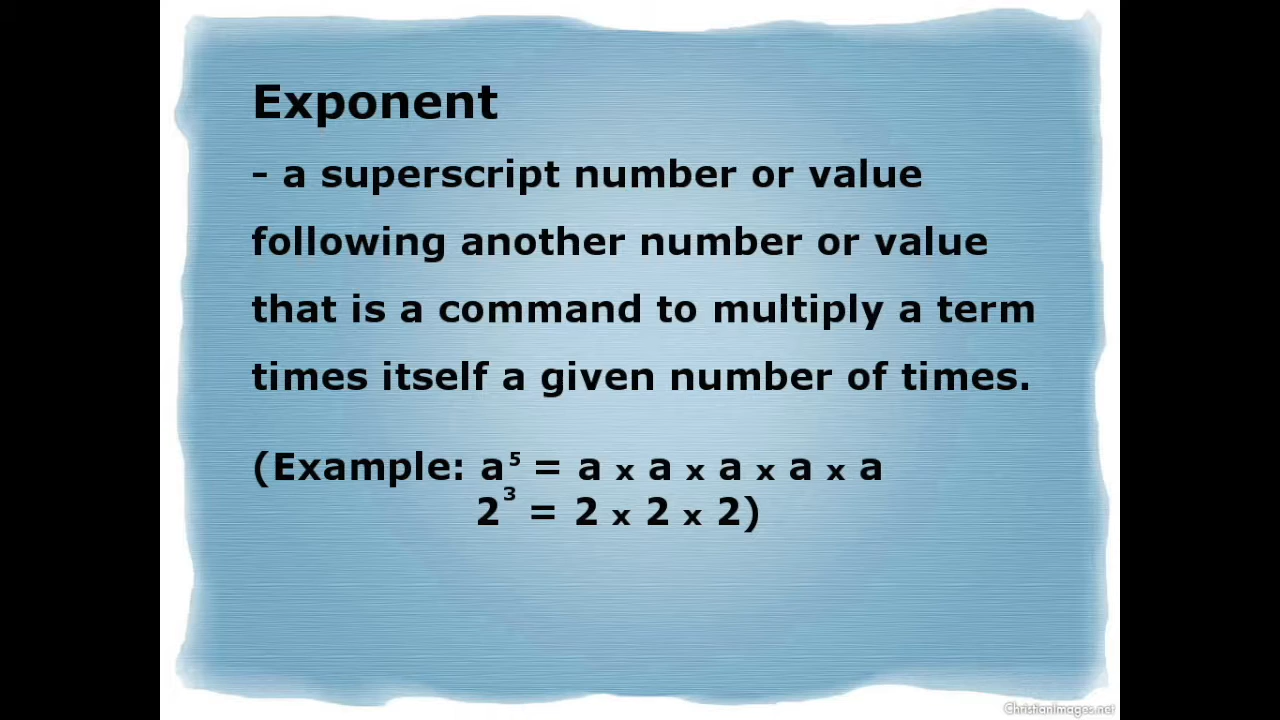 Exponent
- a superscript number or value
following another number or value
that is a command to multiply a term
times itself a given number of times.
(Example: a⁵ = a x a x a x a x a
2³ = 2 x 2 x 2)
ChristianImages.net